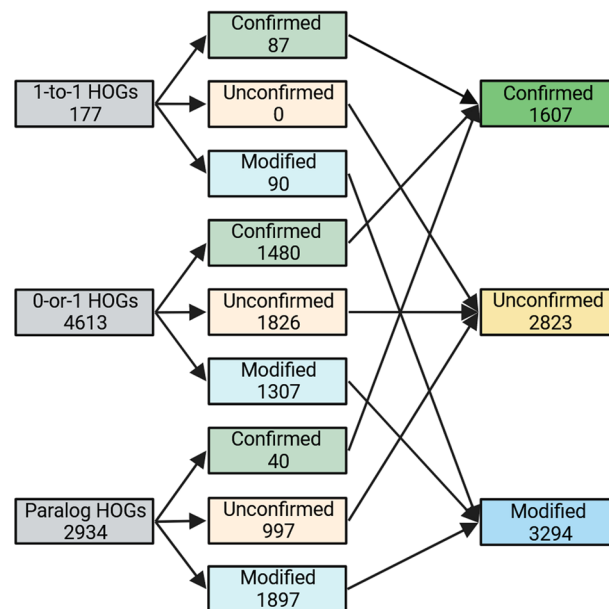 1-to-1 HOGs
177
0-or-1 HOGs
4613
Paralog HOGs
2934
Confirmed
87
Unconfirmed
0
Modified
90
Confirmed
1480
Unconfirmed
1826
Modified
1307
Confirmed
40
Unconfirmed
997
Modified
1897
Confirmed
1607
Unconfirmed
2823
Modified
3294